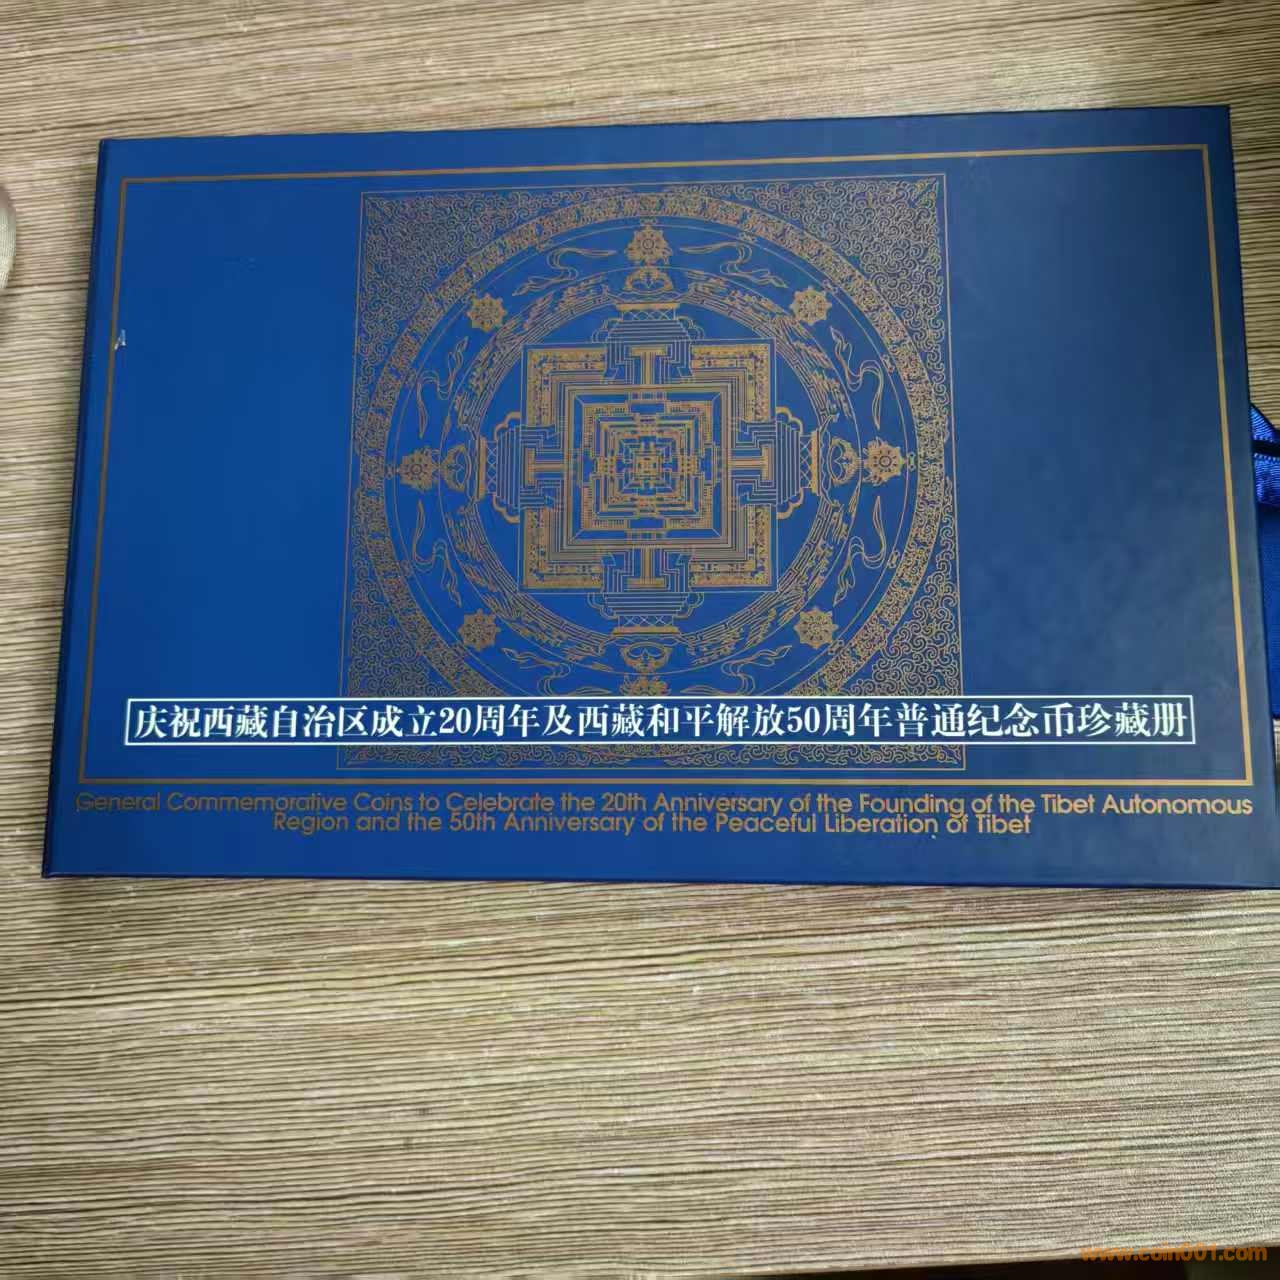 庆祝西藏自治区成立20周年及西藏和平解放50周年普通纪念币珍藏册
General Commemorative Coins to Celebrate the 20th Anniversary of the Founding of the Tibet Autonomous
Region and the 50th Anniversary of the Peaceful Liberation of Tibet
www.coin001.com